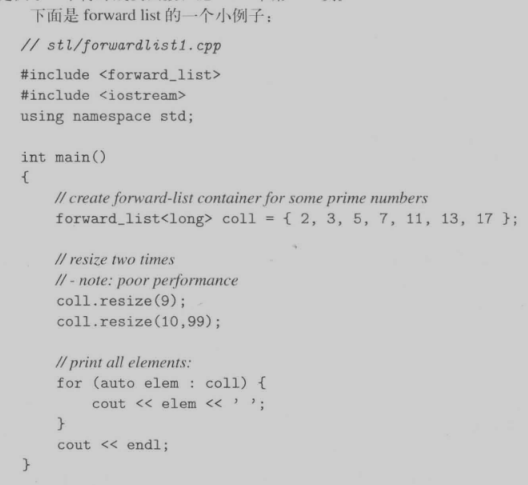 下面是 forward list 的一个小例子：
// stl/forwardlist1.cpp
#include <forward_list>
#include <iostream>
using namespace std;
int main()
{
// create forward-list container for some prime numbers
forward_list<long> coll = { 2, 3, 5, 7, 11, 13, 17 };
// resize two times
// - note: poor performance
coll.resize(9);
coll.resize(10,99);
// print all elements:
for (auto elem : coll) {
cout << elem << ' ';
}
cout << endl;
}